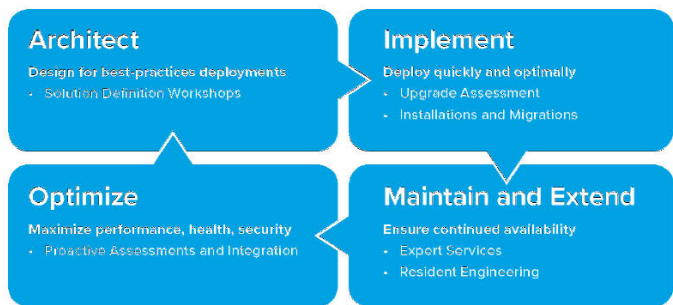 Architect
Design for best-practices deployments
• Solution Definition Workshops
Implement
Deploy quickly and optimally
• Upgrade Assessment
• Installations and Migrations
Optimize
Maximize performance, health, security
• Proactive Assessments and Integration
Maintain and Extend
Ensure continued availability
• Expert Services
• Resident Engineering